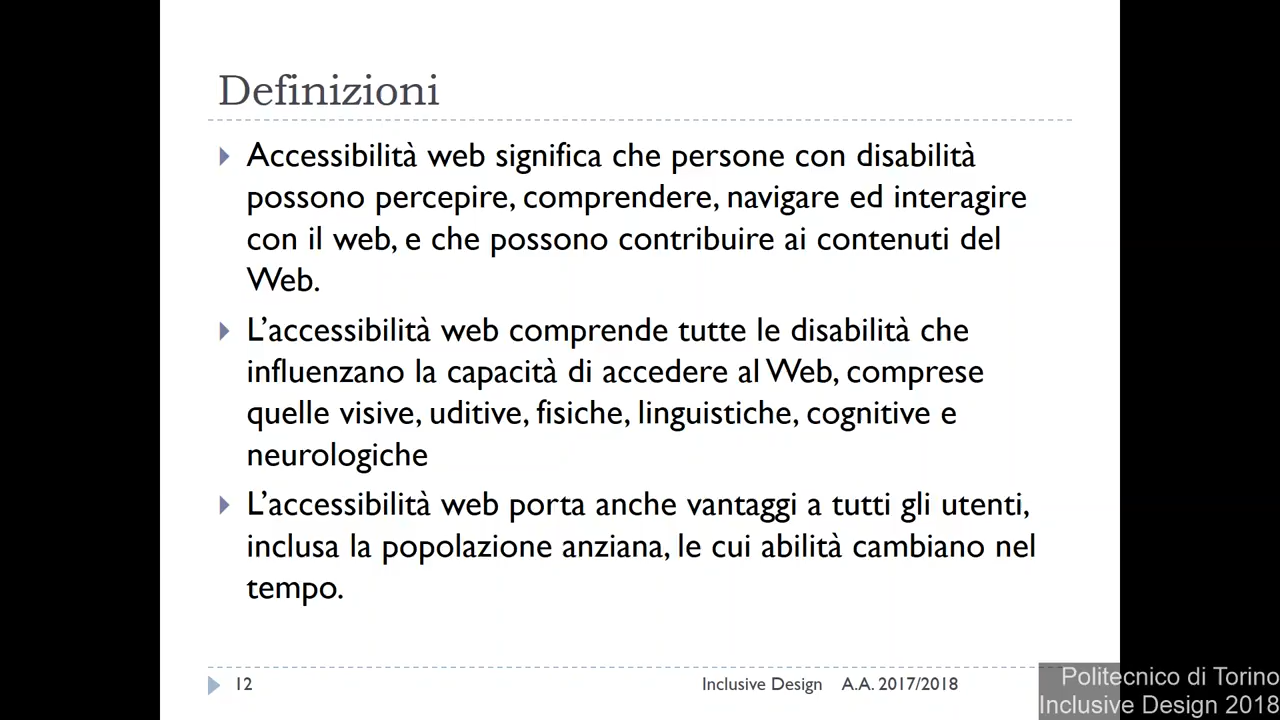 Definizioni
Accessibilità web significa che persone con disabilità
possono percepire, comprendere, navigare ed interagire
con il web, e che possono contribuire ai contenuti del
Web.
L’accessibilità web comprende tutte le disabilità che
influenzano la capacità di accedere al Web, comprese
quelle visive, uditive, fisiche, linguistiche, cognitive e
neurologiche
L’accessibilità web porta anche vantaggi a tutti gli utenti,
inclusa la popolazione anziana, le cui abilità cambiano nel
tempo.
12 Inclusive Design A.A. 2017/2018
Politecnico di Torino
Inclusive Design 2018